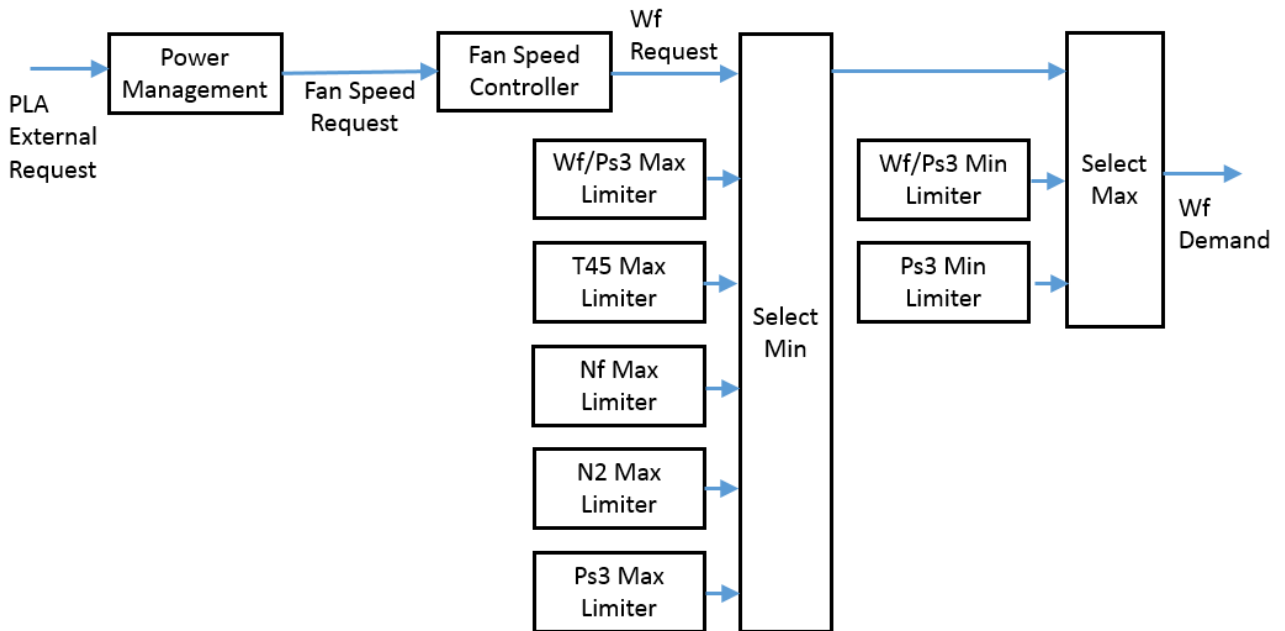 Power
Management
Fan Speed
Controller
Wf
Request
PLA
External
Request
Fan Speed
Request
Wf/Ps3 Max
Limiter
T45 Max
Limiter
Nf Max
Limiter
N2 Max
Limiter
Ps3 Max
Limiter
Select
Min
Wf/Ps3 Min
Limiter
Ps3 Min
Limiter
Select
Max
Wf
Demand